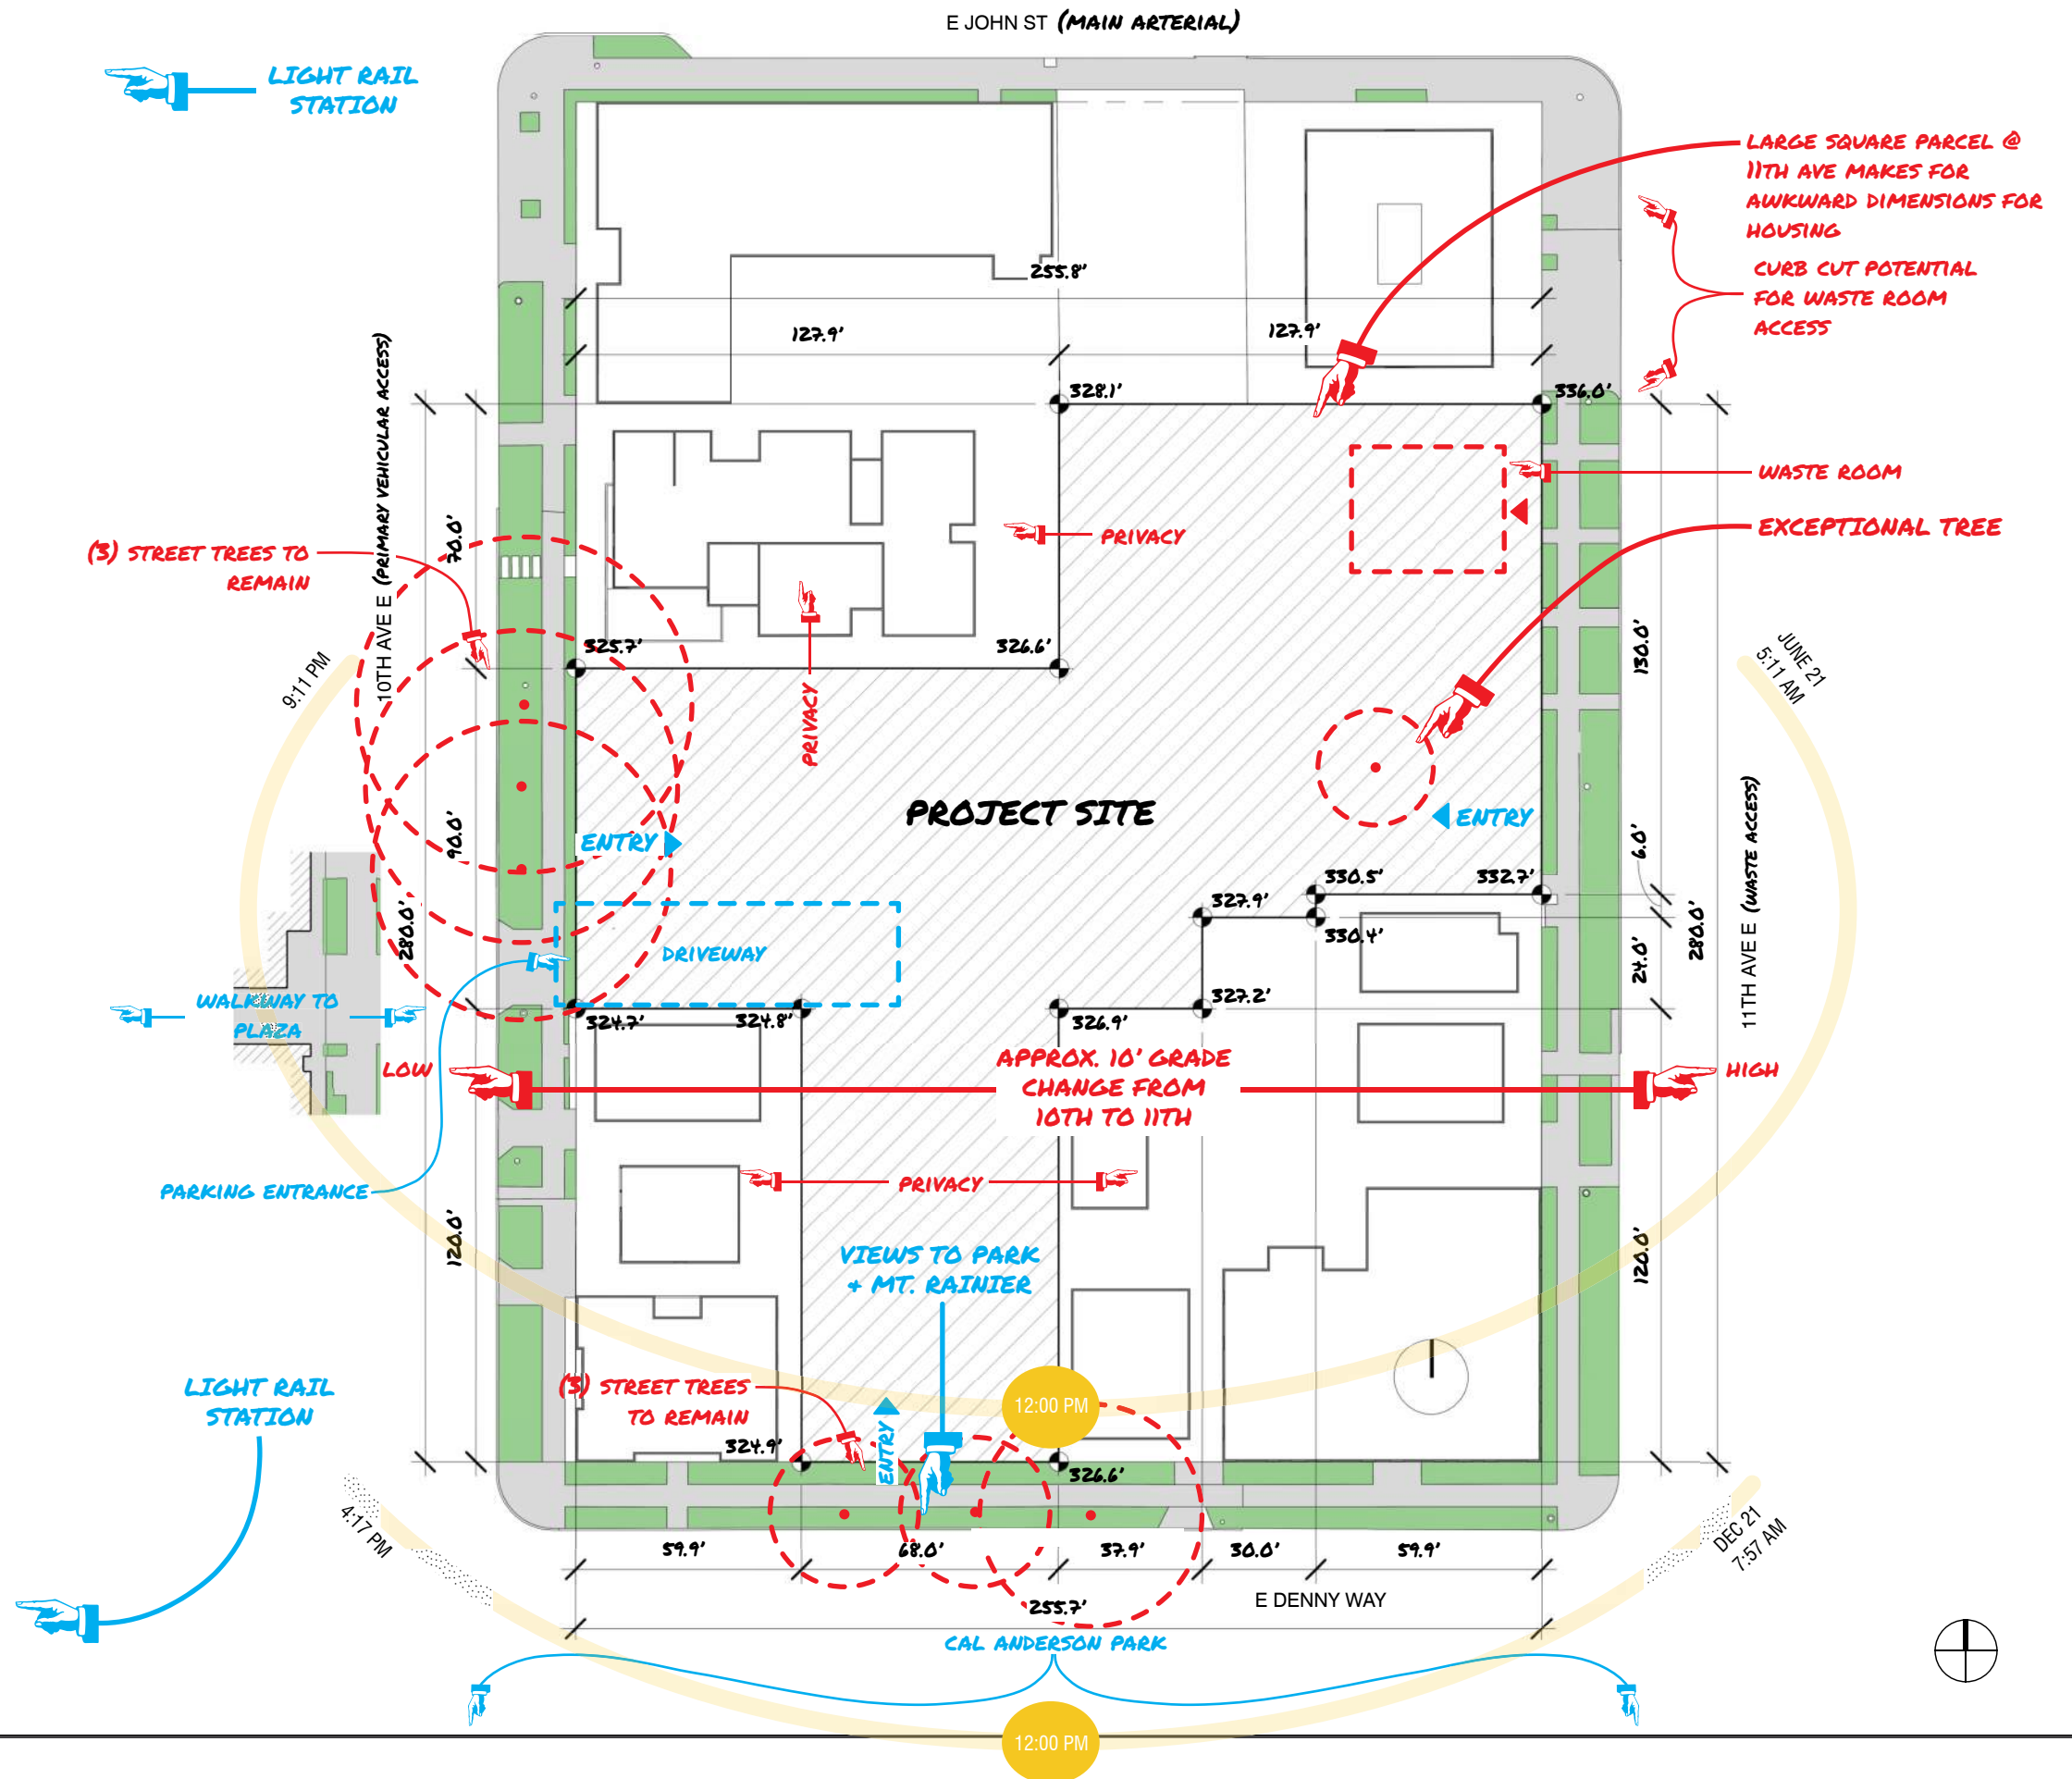 E JOHN ST (MAIN ARTERIAL)
LIGHT RAIL
STATION
LARGE SQUARE PARCEL @
11TH AVE MAKES FOR
AWKWARD DIMENSIONS FOR
HOUSING
CURB CUT POTENTIAL
FOR WASTE ROOM
ACCESS
255.8'
127.9'
127.9'
328.1'
336.0'
10TH AVE E (PRIMARY VEHICULAR ACCESS)
WASTE ROOM
EXCEPTIONAL TREE
PRIVACY
(3) STREET TREES TO
REMAIN
70.0'
325.7'
326.6'
130.0'
9:11 PM
JUNE 21
5:11 AM
PRIVACY
PROJECT SITE
ENTRY
ENTRY
90.0'
6.0'
330.5'
332.7'
327.9'
330.4'
280.0'
280.0'
24.0'
11TH AVE E (WASTE ACCESS)
DRIVEWAY
WALKWAY TO
PLAZA
327.2'
324.7'
324.8'
326.9'
LOW
APPROX. 10' GRADE
CHANGE FROM
10TH TO 11TH
HIGH
PARKING ENTRANCE
PRIVACY
120.0'
120.0'
VIEWS TO PARK
+ MT. RAINIER
LIGHT RAIL
STATION
(3) STREET TREES
TO REMAIN
12:00 PM
324.9'
ENTRY
326.6'
4:17 PM
DEC 21
7:57 AM
59.9'
68.0'
37.9'
30.0'
59.9'
255.7'
E DENNY WAY
CAL ANDERSON PARK
12:00 PM